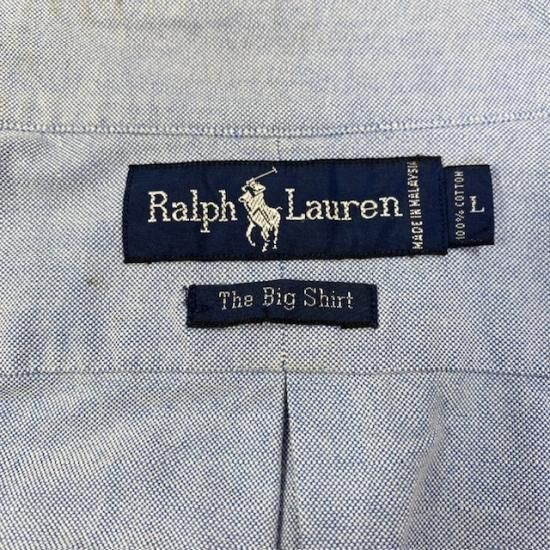 Ralph Lauren
MADE IN MALAYSIA
100% COTTON
L
The Big Shirt